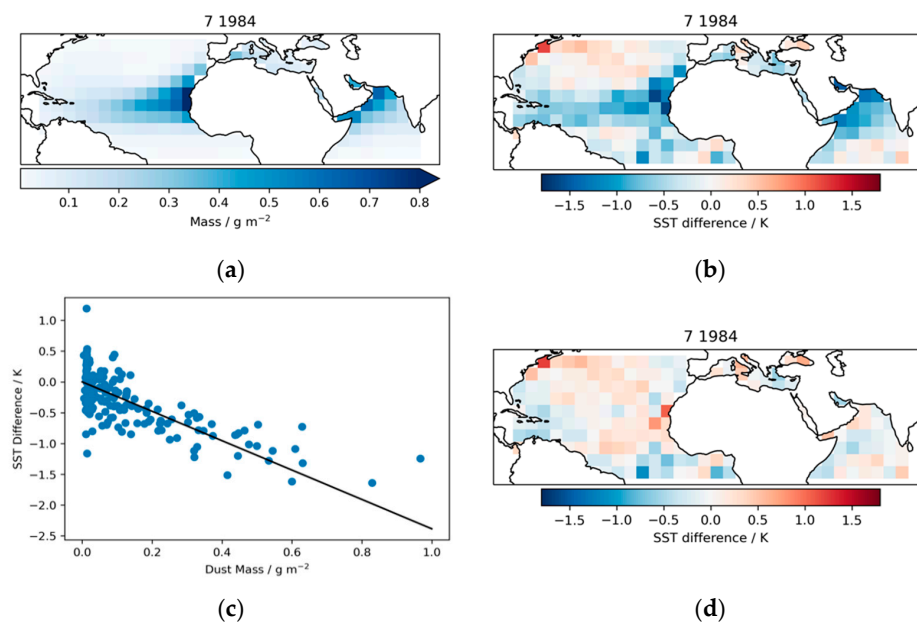 7 1984
0.1 0.2 0.3 0.4 0.5 0.6 0.7 0.8
Mass / g m⁻²
(a)
7 1984
−1.5 −1.0 −0.5 0.0 0.5 1.0 1.5
SST difference / K
(b)
1.0
0.5
0.0
−0.5
−1.0
−1.5
−2.0
−2.5
SST Difference / K
0.0 0.2 0.4 0.6 0.8 1.0
Dust Mass / g m⁻²
(c)
7 1984
−1.5 −1.0 −0.5 0.0 0.5 1.0 1.5
SST difference / K
(d)